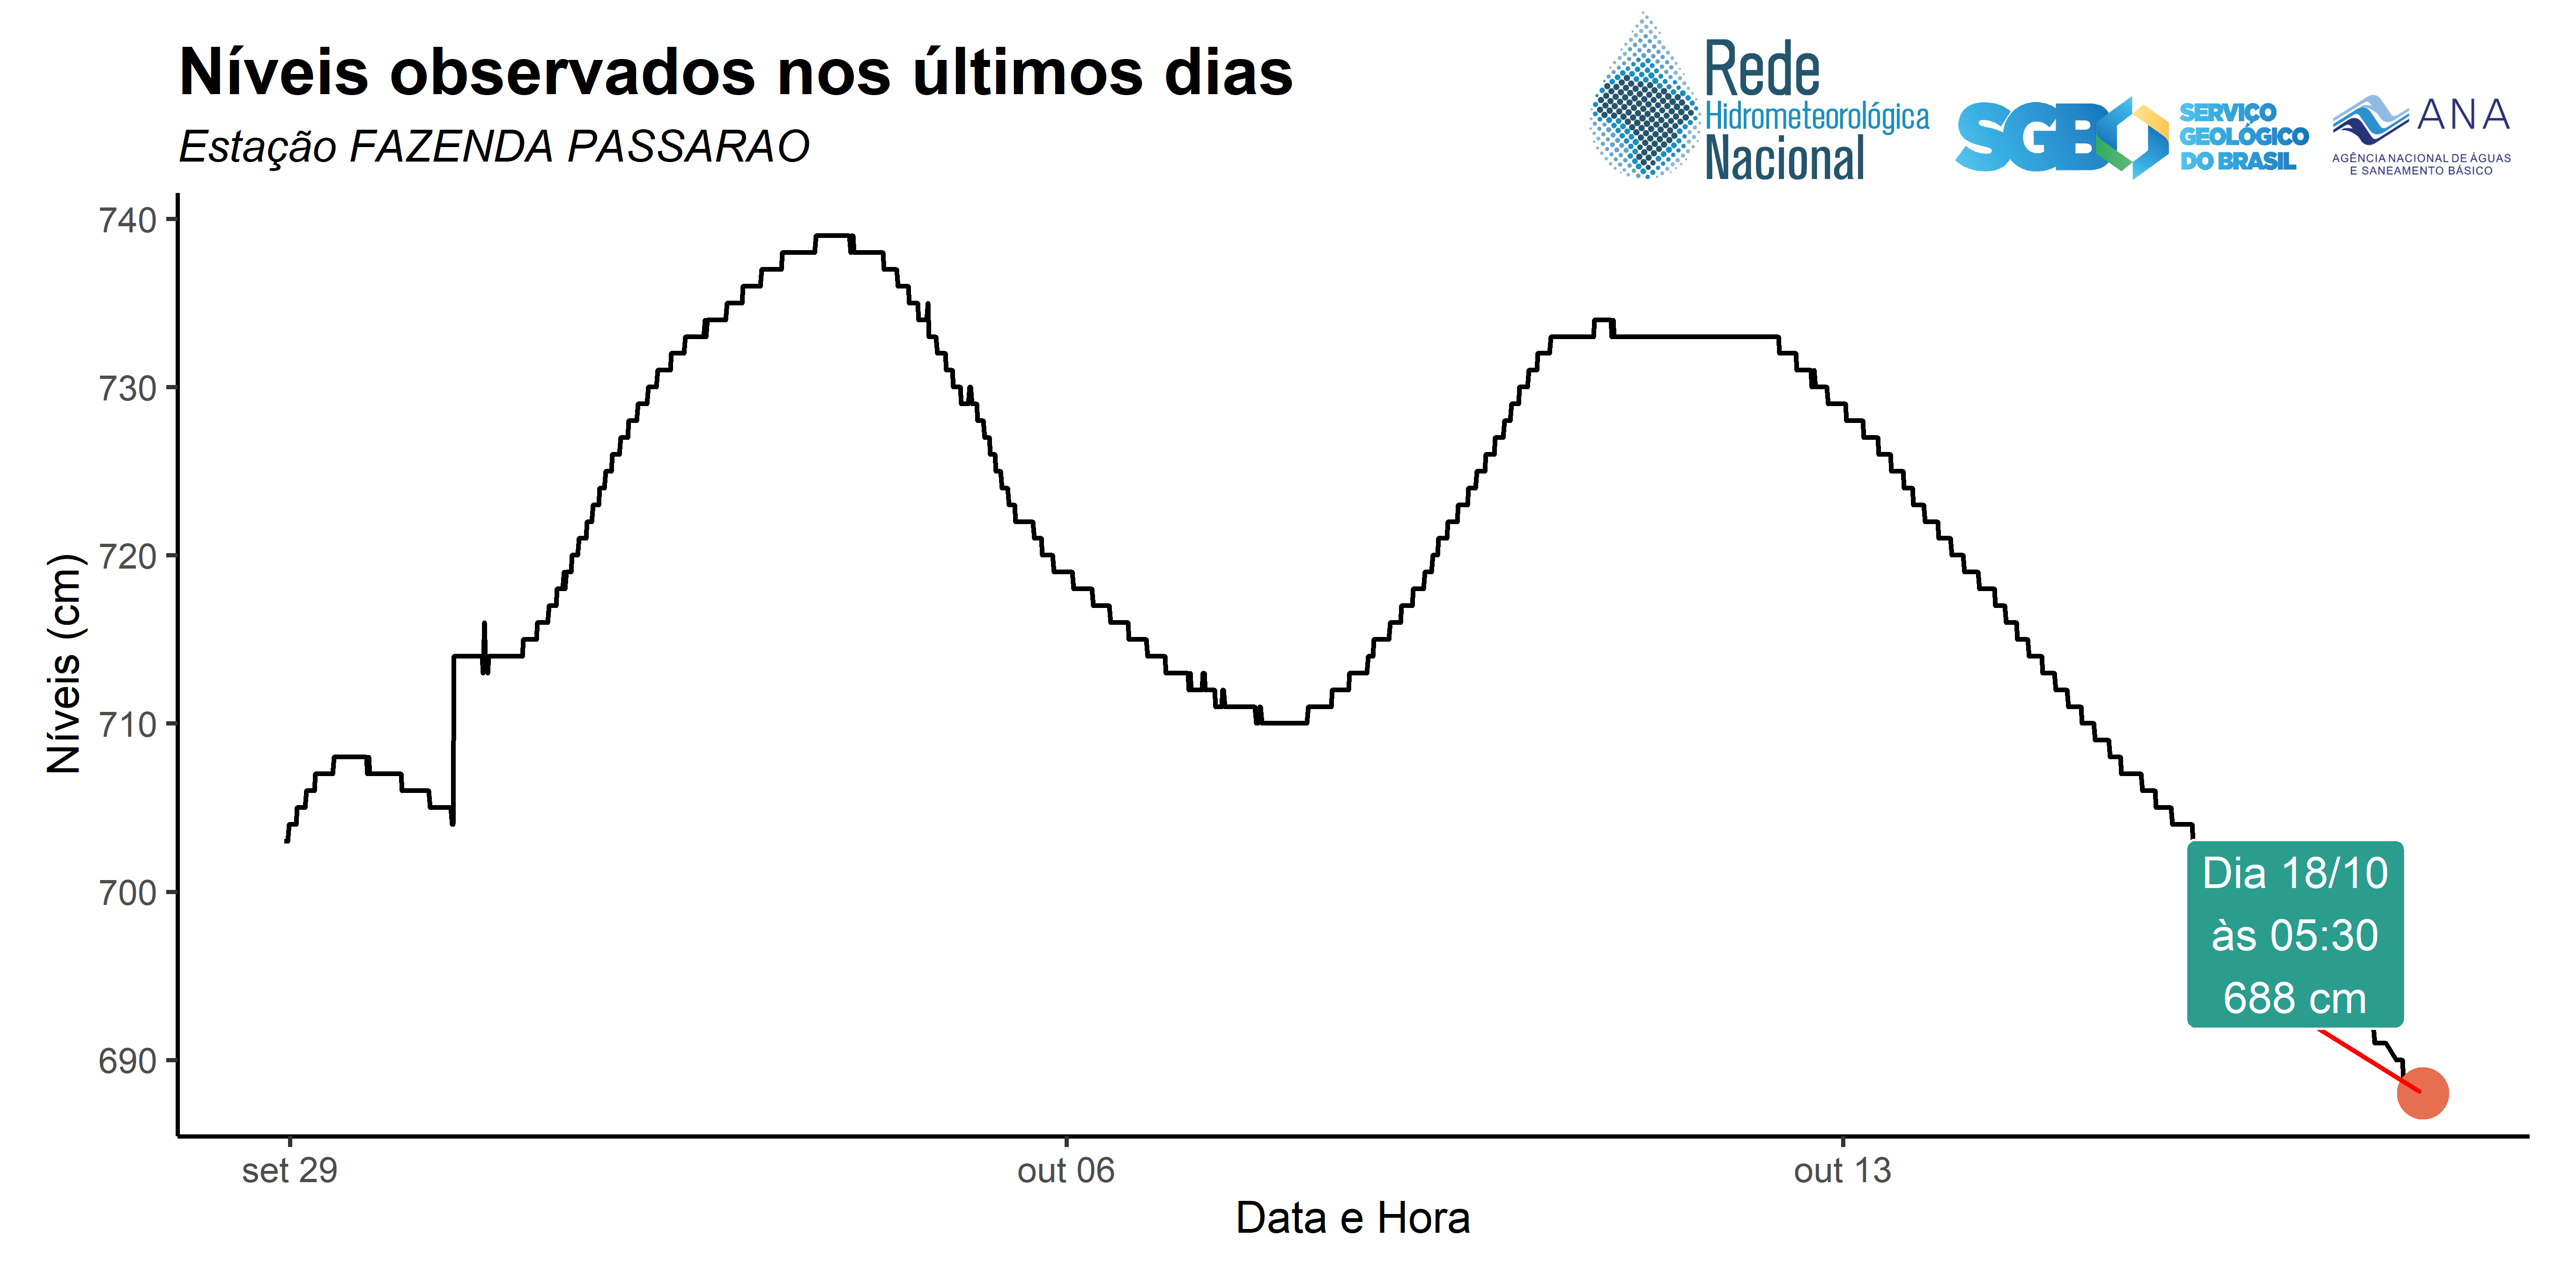 Níveis observados nos últimos dias
Estação FAZENDA PASSARAO
Rede
Hidrometeorológica
Nacional
SGB
SERVIÇO
GEOLÓGICO
DO BRASIL
ANA
AGÊNCIA NACIONAL DE ÁGUAS
E SANEAMENTO BÁSICO
Níveis (cm)
740
730
720
710
700
690
Dia 18/10
às 05:30
688 cm
set 29
out 06
out 13
Data e Hora